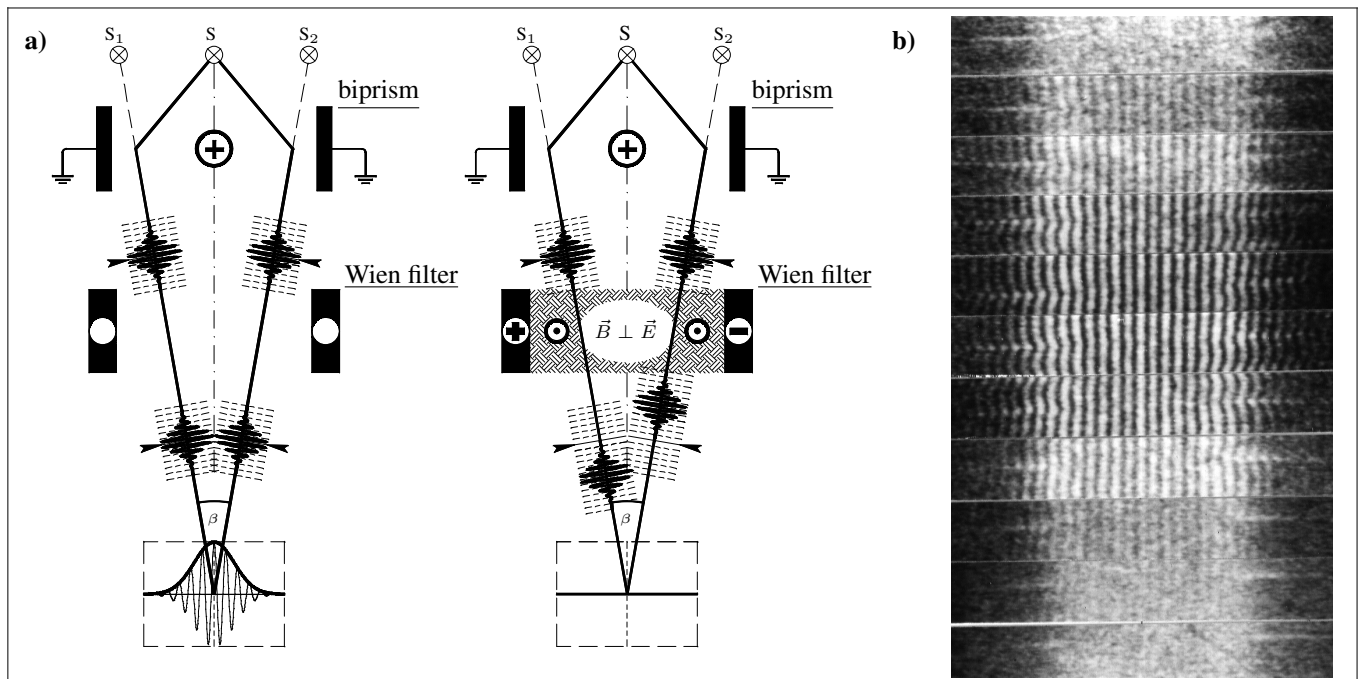 a)
S₁ S S₂
biprism
Wien filter
β
S₁ S S₂
biprism
Wien filter
+ B⃗ ⊥ E⃗ −
β
b)